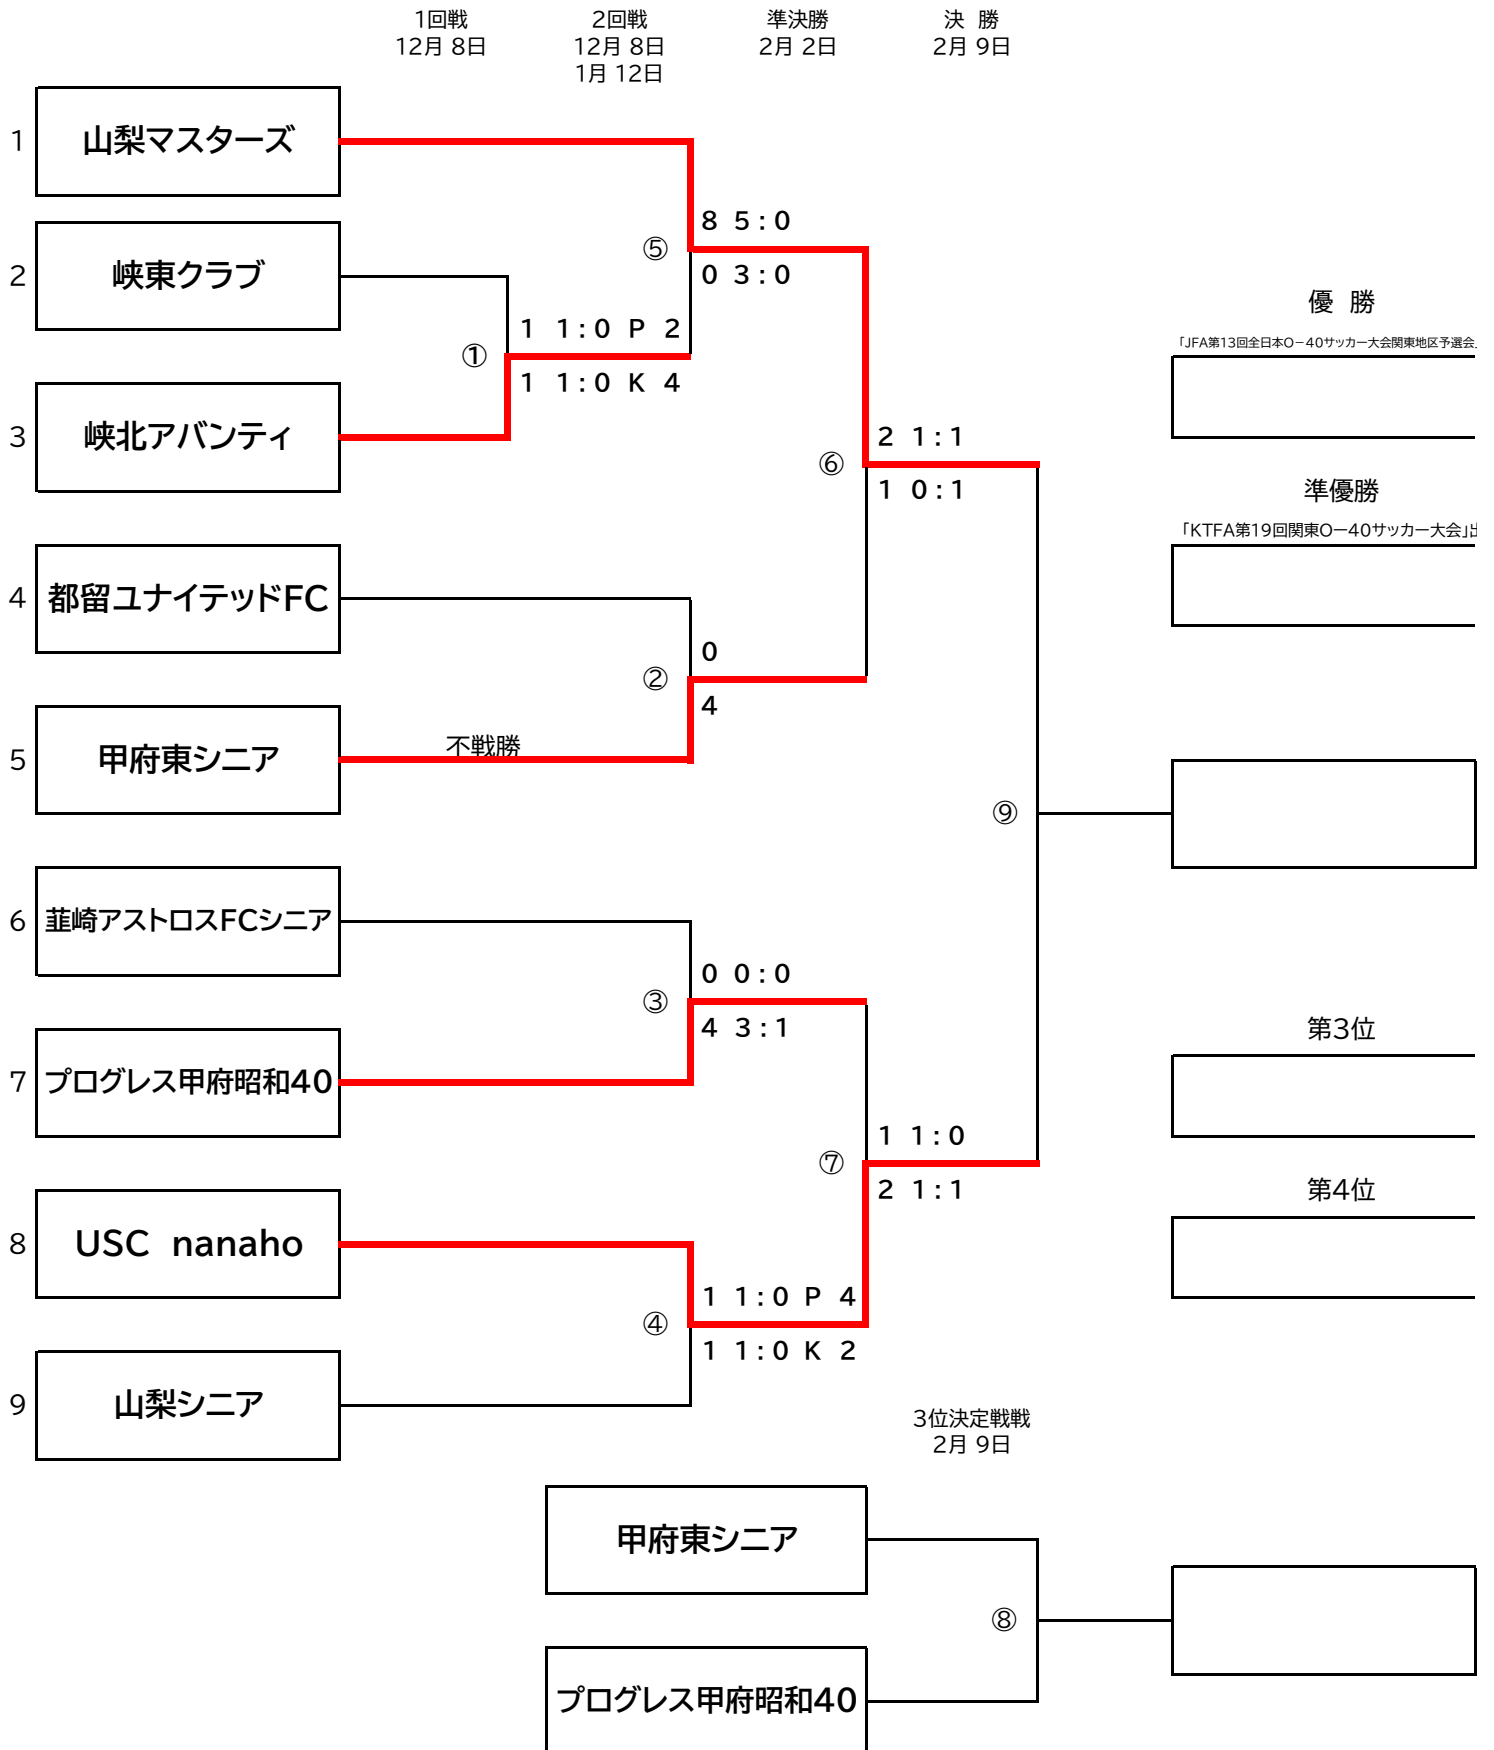 1回戦
12月 8日
2回戦
12月 8日
1月 12日
準決勝
2月 2日
決 勝
2月 9日
1 山梨マスターズ
8 5:0
⑤
0 3:0
2 峡東クラブ
優 勝
「JFA第13回全日本O－40サッカー大会関東地区予選会」
1 1:0 P 2
①
1 1:0 K 4
3 峡北アバンティ
2 1:1
⑥
1 0:1
準優勝
「KTFA第19回関東O－40サッカー大会」
4 都留ユナイテッドFC
0
②
4
不戦勝
5 甲府東シニア
⑨
6 韮崎アストロスFCシニア
0 0:0
③
4 3:1
第3位
7 プログレス甲府昭和40
1 1:0
⑦
2 1:1
第4位
8 USC nanaho
1 1:0 P 4
④
1 1:0 K 2
9 山梨シニア
3位決定戦戦
2月 9日
甲府東シニア
⑧
プログレス甲府昭和40